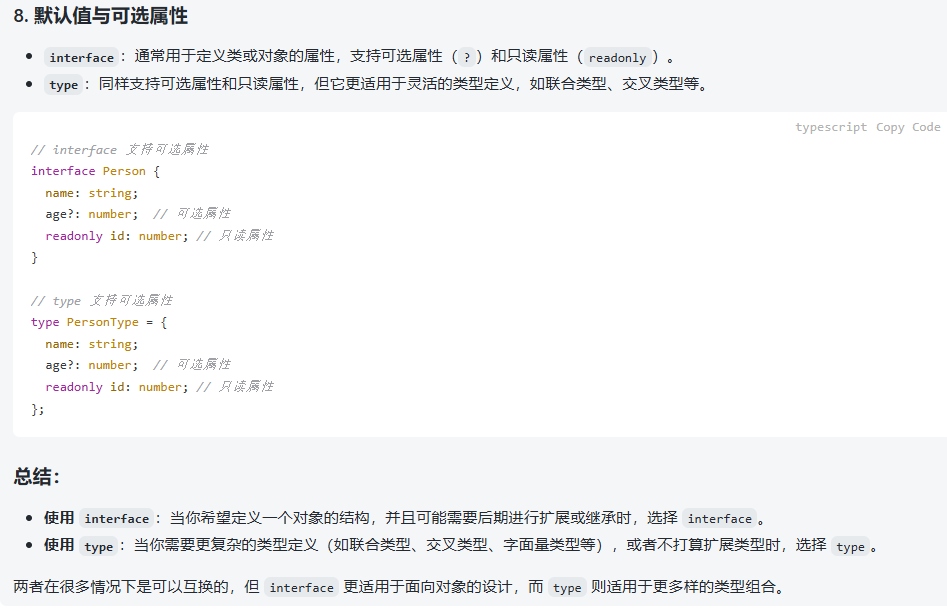 8. 默认值与可选属性
interface：通常用于定义类或对象的属性，支持可选属性（?）和只读属性（readonly）。
type：同样支持可选属性和只读属性，但它更适用于灵活的类型定义，如联合类型、交叉类型等。
typescript Copy Code
// interface 支持可选属性
interface Person {
  name: string;
  age?: number;  // 可选属性
  readonly id: number; // 只读属性
}
// type 支持可选属性
type PersonType = {
  name: string;
  age?: number;  // 可选属性
  readonly id: number; // 只读属性
};
总结：
使用 interface：当你希望定义一个对象的结构，并且可能需要后期进行扩展或继承时，选择 interface。
使用 type：当你需要更复杂的类型定义（如联合类型、交叉类型、字面量类型等），或者不打算扩展类型时，选择 type。
两者在很多情况下是可以互换的，但 interface 更适用于面向对象的设计，而 type 则适用于更多样的类型组合。